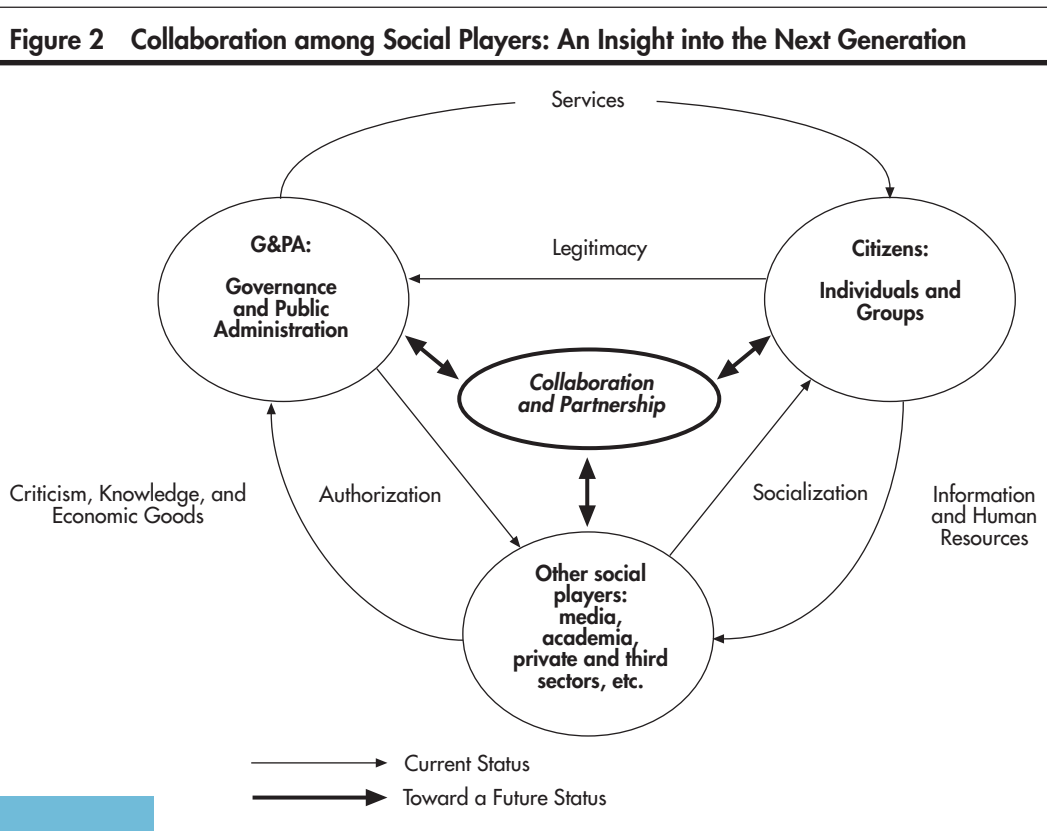 Figure 2 Collaboration among Social Players: An Insight into the Next Generation
Services
G&PA:
Governance
and Public
Administration
Legitimacy
Citizens:
Individuals and
Groups
Collaboration
and Partnership
Criticism, Knowledge, and
Economic Goods
Authorization
Socialization
Information
and Human
Resources
Other social
players:
media,
academia,
private and third
sectors, etc.
Current Status
Toward a Future Status